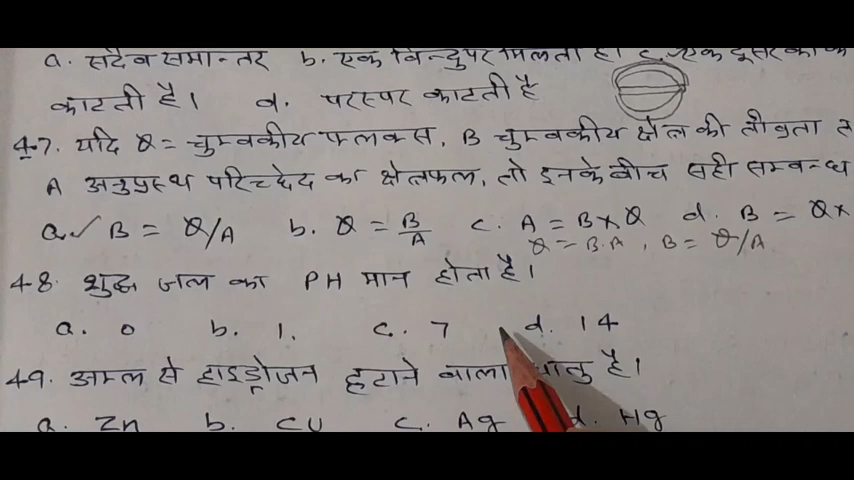 a. सदैव समान्तर b. एक बिन्दु पर मिलती है। c. एक दूसरे को
काटती है। d. परस्पर काटती है
47. यदि Ø = चुम्बकीय फ्लक्स, B चुम्बकीय क्षेत्र की तीव्रता
A अनुप्रस्थ परिच्छेद का क्षेत्रफल, तो इनके बीच सही सम्बन्ध
a. ✓ B = Ø/A b. Ø = B/A c. A = B×Ø d. B = Ø×
Ø = B.A, B = Ø/A
48. शुद्ध जल का PH मान होता है।
a. 0 b. 1. c. 7 d. 14
49. अम्ल से हाइड्रोजन हटाने वाला धातु है।
a. Zn b. CU c. Ag d. Hg